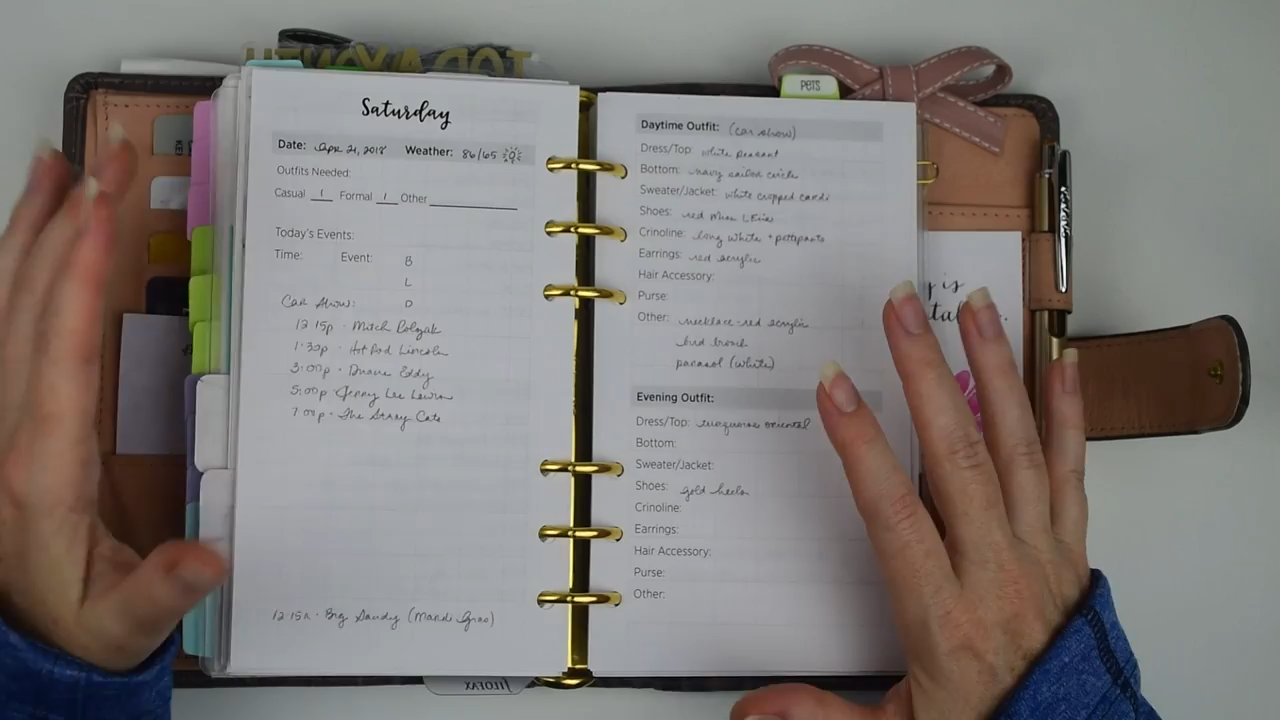 PETS
Saturday
Date: Apr 21, 2018 Weather: 86/65
Outfits Needed:
Casual 1 Formal 1 Other
Today's Events:
Time: Event: B
L
Car Show: D
12:15p - Mitch Polzak
1:30p - Hot Rod Lincoln
3:00p - Duane Eddy
5:00p - Jerry Lee Lewis
7:00p - The Stray Cats
12:15a - Big Sandy (Mardi Gras)
Daytime Outfit: (car show)
Dress/Top: white peasant
Bottom: navy sailor circle
Sweater/Jacket: white cropped cardi
Shoes: red Miss L Fire
Crinoline: long white + pettipants
Earrings: red acrylic
Hair Accessory:
Purse:
Other: necklace - red acrylic
bird brooch
parasol (white)
Evening Outfit:
Dress/Top: turquoise oriental
Bottom:
Sweater/Jacket:
Shoes: gold heels
Crinoline:
Earrings:
Hair Accessory:
Purse:
Other:
FILOFAX